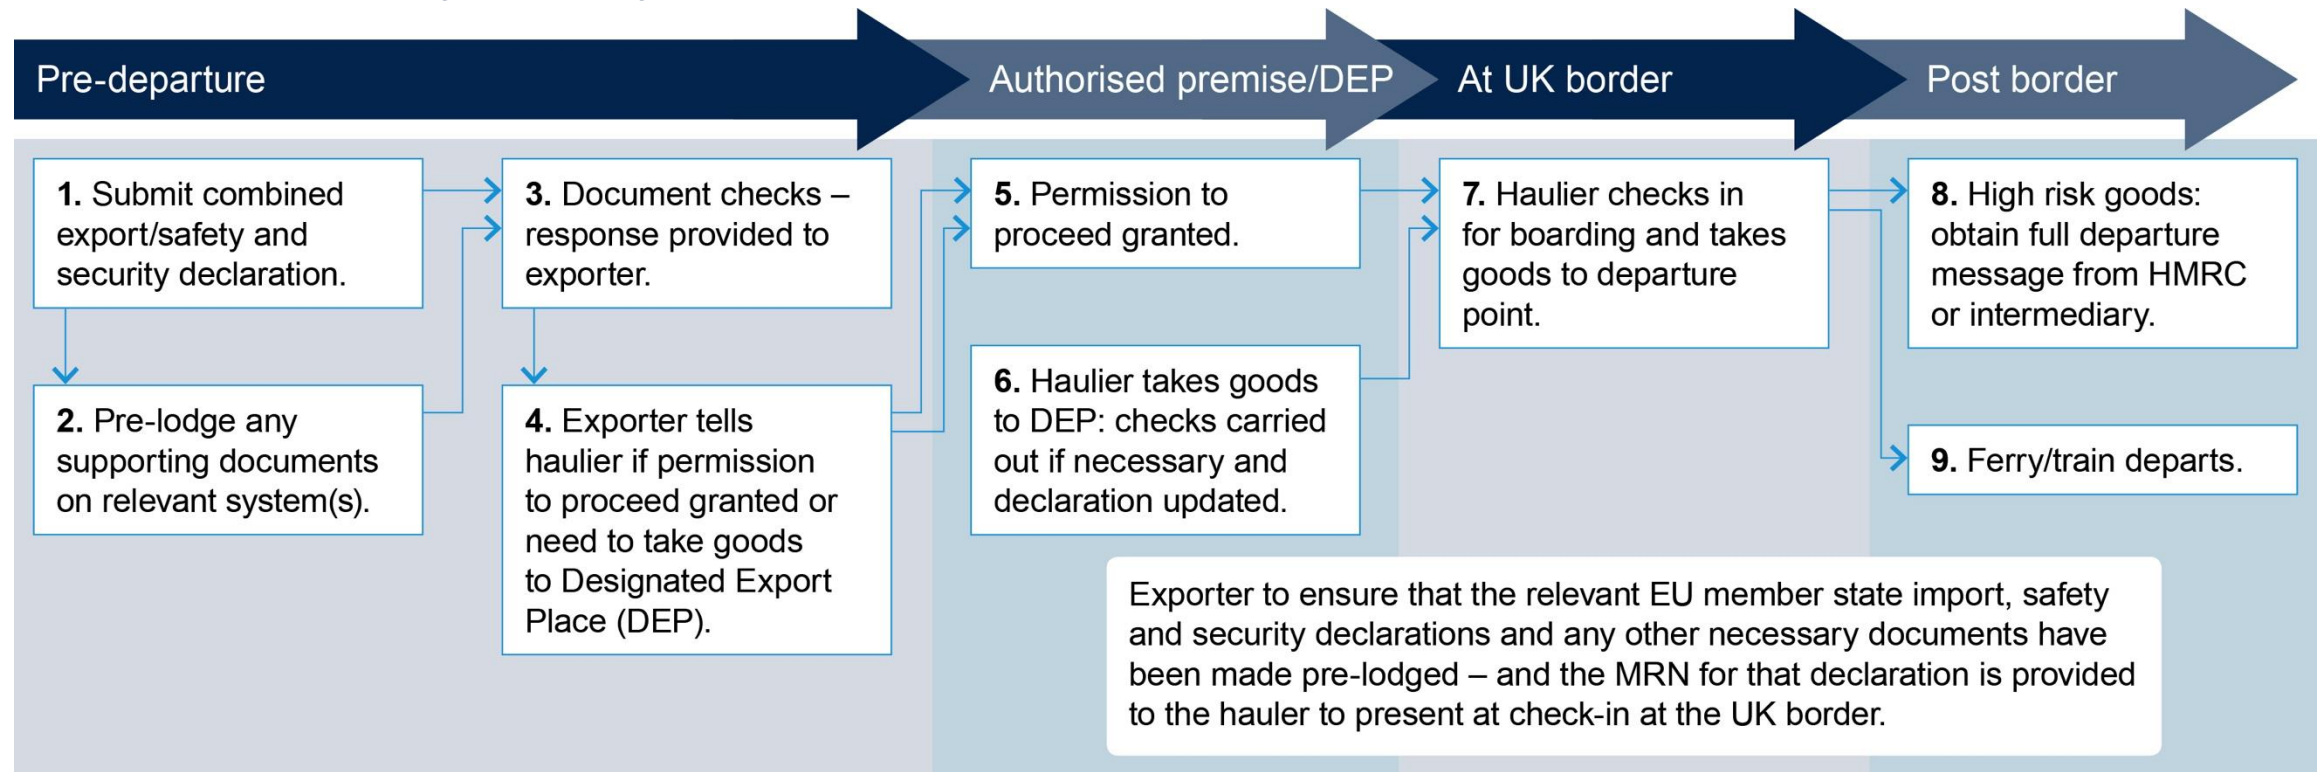 Pre-departure
Authorised premise/DEP
At UK border
Post border
1. Submit combined
export/safety and
security declaration.
2. Pre-lodge any
supporting documents
on relevant system(s).
3. Document checks –
response provided to
exporter.
4. Exporter tells
haulier if permission
to proceed granted or
need to take goods
to Designated Export
Place (DEP).
5. Permission to
proceed granted.
6. Haulier takes goods
to DEP: checks carried
out if necessary and
declaration updated.
7. Haulier checks in
for boarding and takes
goods to departure
point.
8. High risk goods:
obtain full departure
message from HMRC
or intermediary.
9. Ferry/train departs.
Exporter to ensure that the relevant EU member state import, safety
and security declarations and any other necessary documents have
been made pre-lodged – and the MRN for that declaration is provided
to the hauler to present at check-in at the UK border.